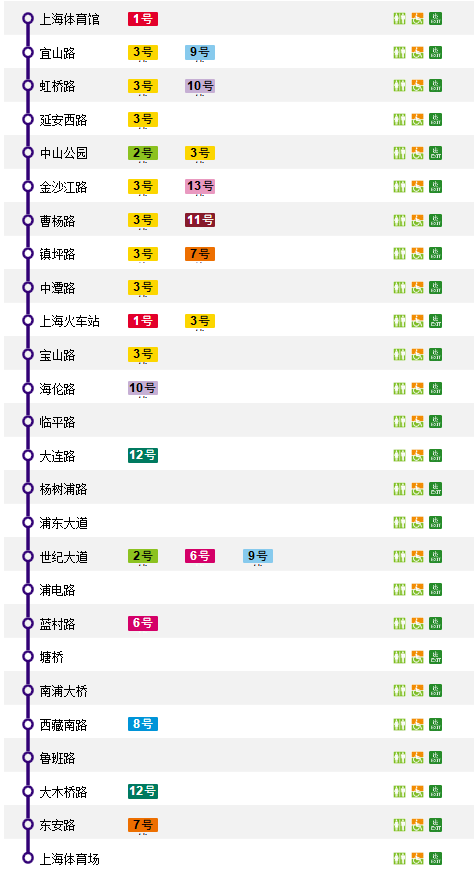 上海体育馆 1号
宜山路 3号 9号
虹桥路 3号 10号
延安西路 3号
中山公园 2号 3号
金沙江路 3号 13号
曹杨路 3号 11号
镇坪路 3号 7号
中潭路 3号
上海火车站 1号 3号
宝山路 3号
海伦路 10号
临平路
大连路 12号
杨树浦路
浦东大道
世纪大道 2号 6号 9号
浦电路
蓝村路 6号
塘桥
南浦大桥
西藏南路 8号
鲁班路
大木桥路 12号
东安路 7号
上海体育场